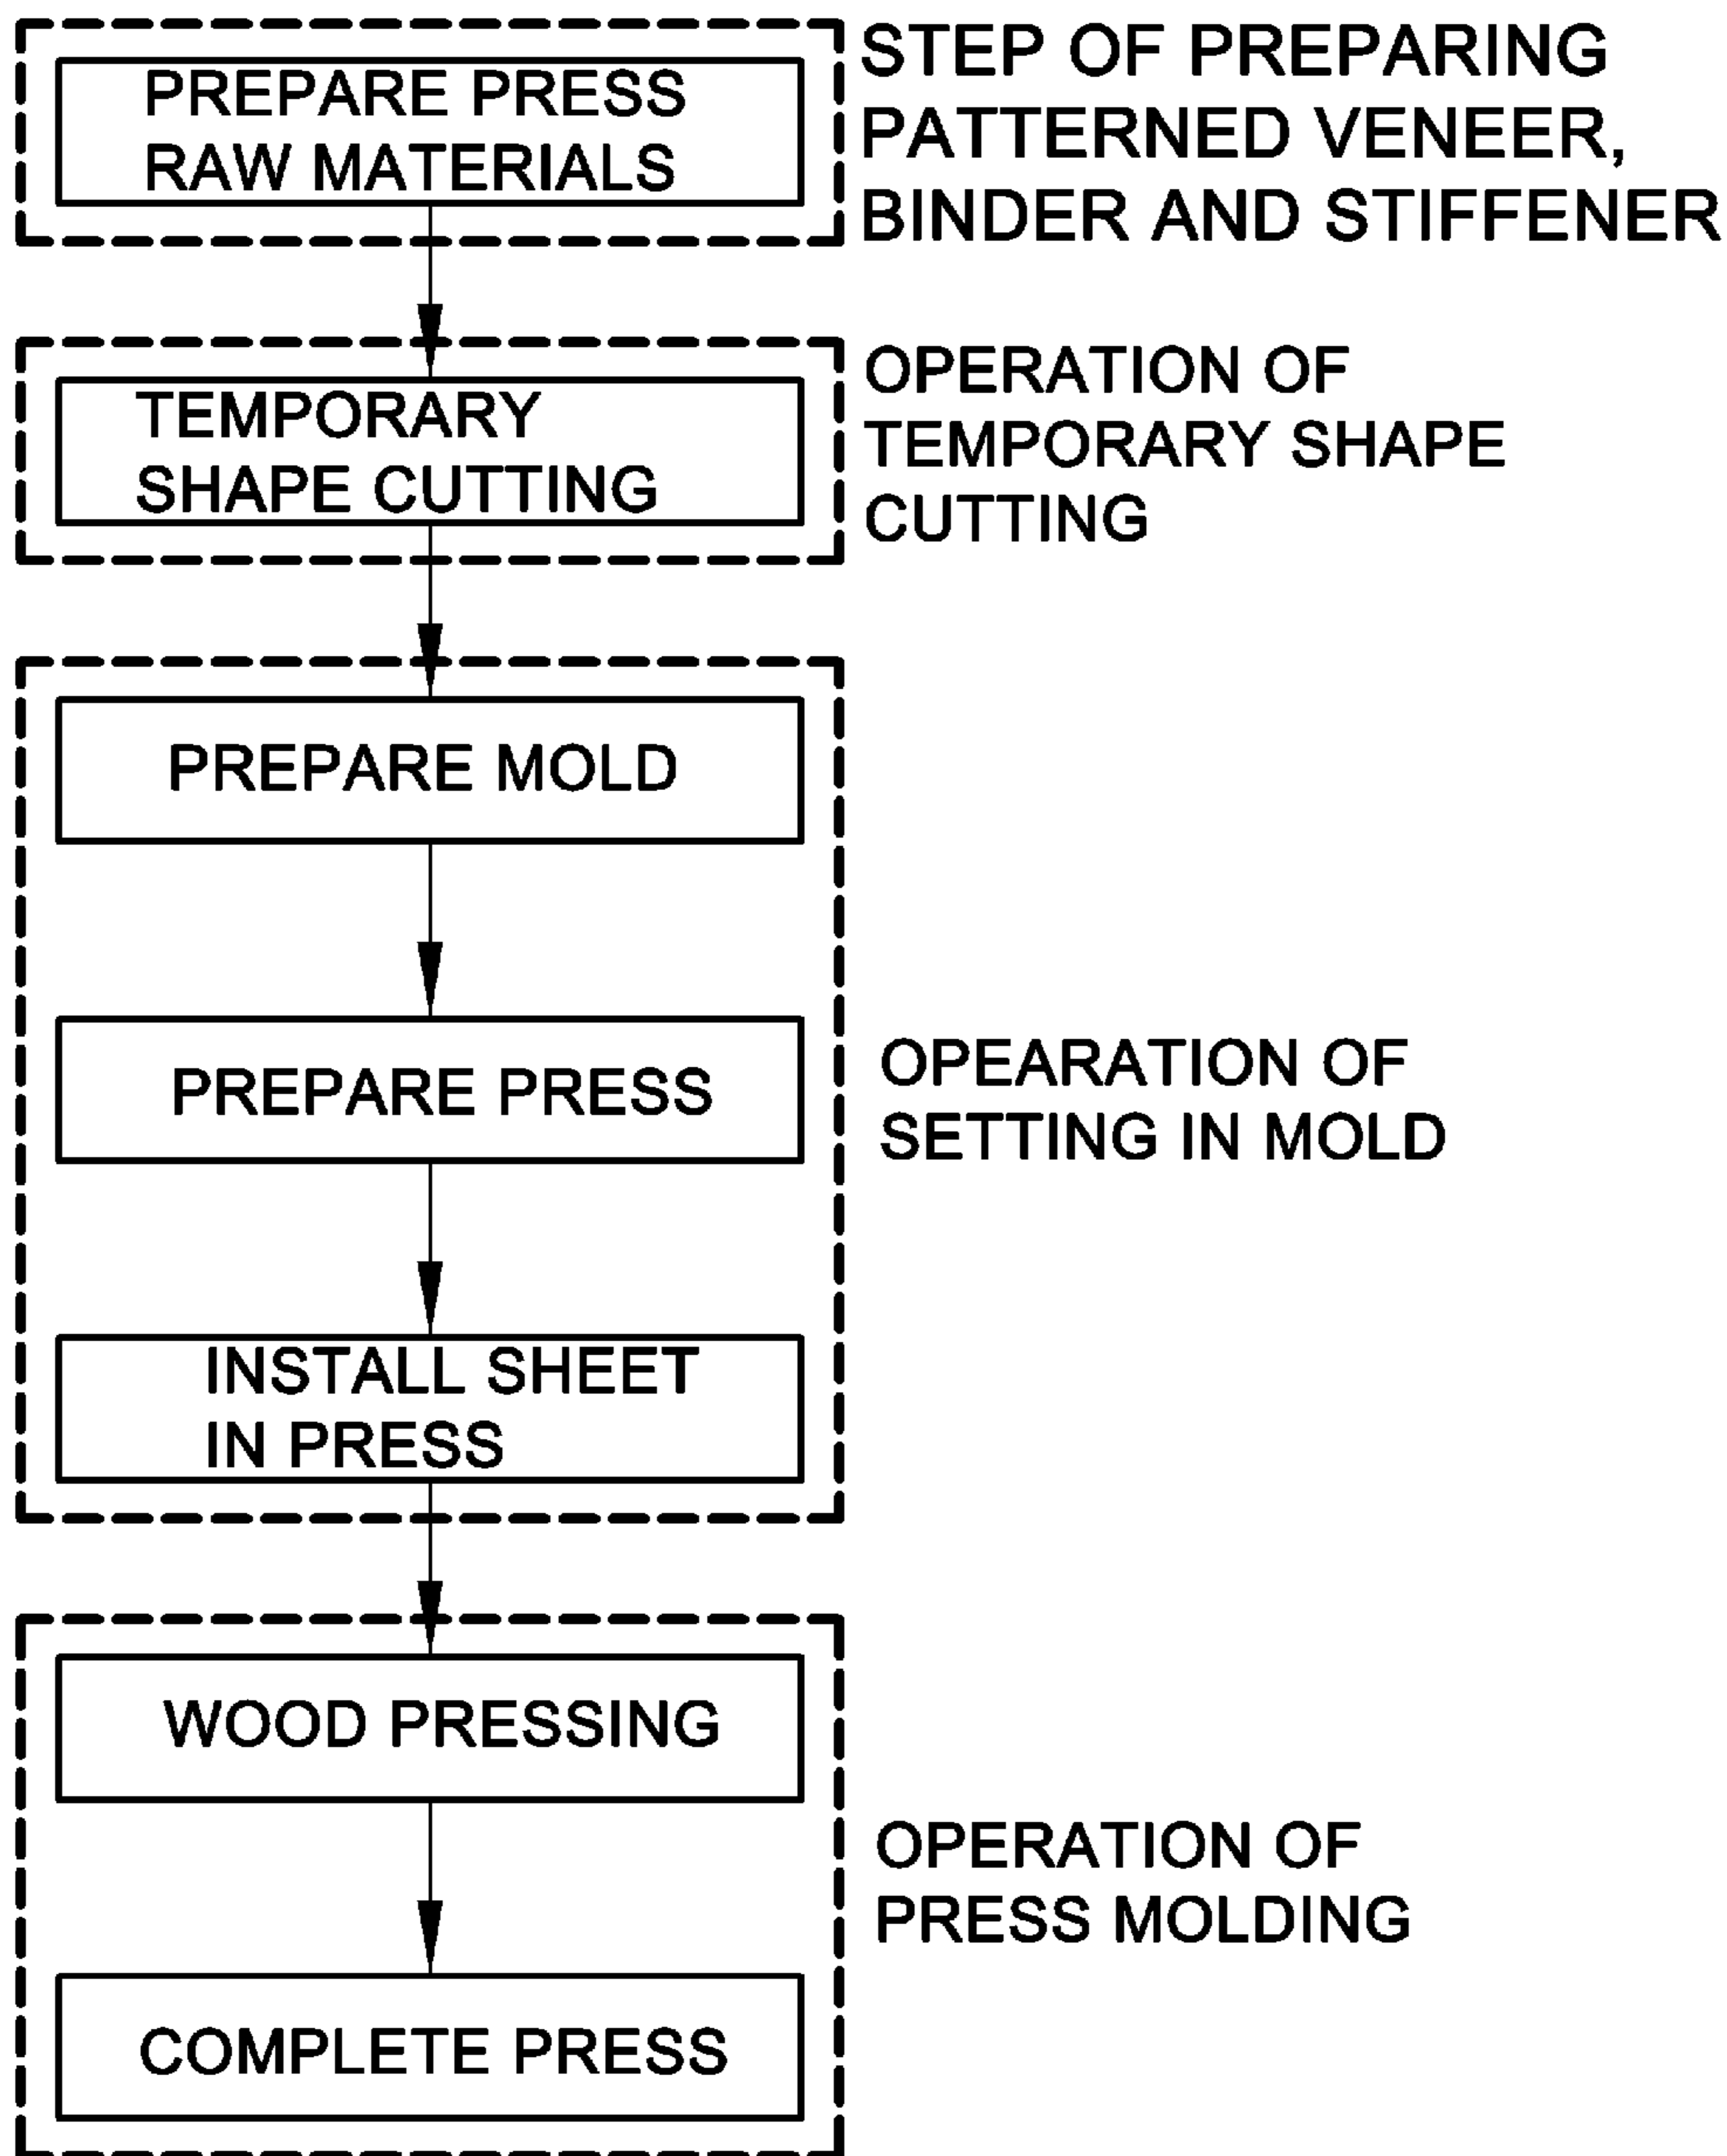 PREPARE PRESS
RAW MATERIALS
STEP OF PREPARING
PATTERNED VENEER,
BINDER AND STIFFENER
TEMPORARY
SHAPE CUTTING
OPERATION OF
TEMPORARY SHAPE
CUTTING
PREPARE MOLD
PREPARE PRESS
INSTALL SHEET
IN PRESS
OPEARATION OF
SETTING IN MOLD
WOOD PRESSING
COMPLETE PRESS
OPERATION OF
PRESS MOLDING